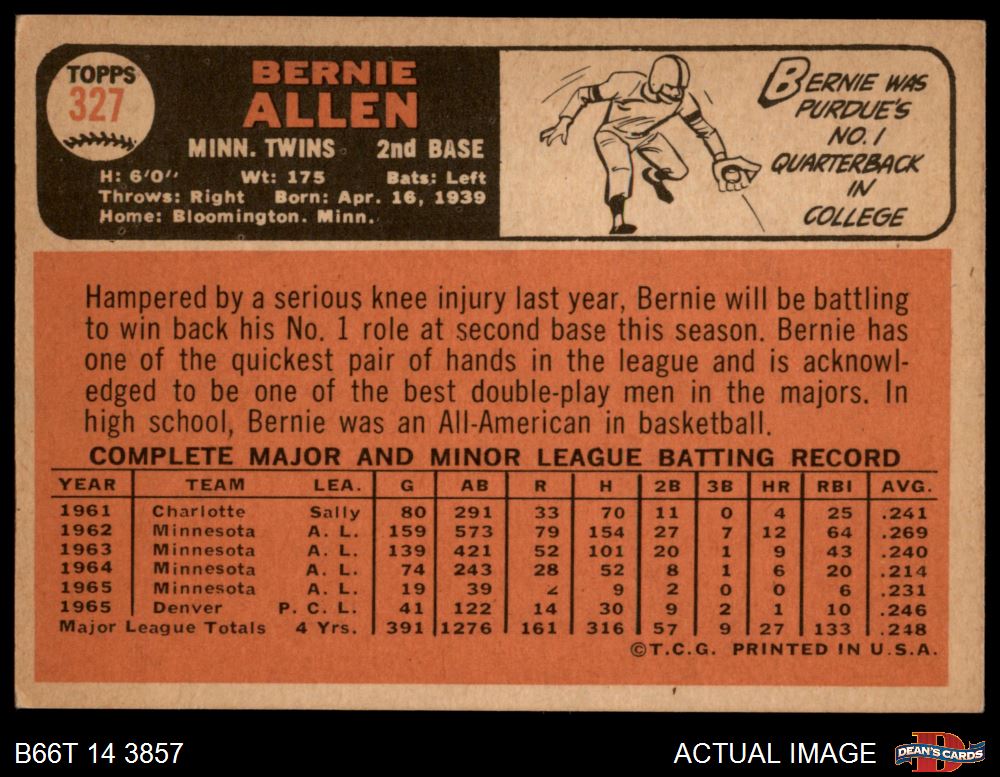 TOPPS
327
BERNIE
ALLEN
MINN. TWINS 2nd BASE
H: 6'0" Wt: 175 Bats: Left
Throws: Right Born: Apr. 16, 1939
Home: Bloomington. Minn.
BERNIE WAS
PURDUE'S
NO. 1
QUARTERBACK
IN
COLLEGE
Hampered by a serious knee injury last year, Bernie will be battling
to win back his No. 1 role at second base this season. Bernie has
one of the quickest pair of hands in the league and is acknowl-
edged to be one of the best double-play men in the majors. In
high school, Bernie was an All-American in basketball.
COMPLETE MAJOR AND MINOR LEAGUE BATTING RECORD
YEAR TEAM LEA. G AB R H 2B 3B HR RBI AVG.
1961 Charlotte Sally 80 291 33 70 11 0 4 25 .241
1962 Minnesota A. L. 159 573 79 154 27 7 12 64 .269
1963 Minnesota A. L. 139 421 52 101 20 1 9 43 .240
1964 Minnesota A. L. 74 243 28 52 8 1 6 20 .214
1965 Minnesota A. L. 19 39 2 9 2 0 0 6 .231
1965 Denver P. C. L. 41 122 14 30 9 2 1 10 .246
Major League Totals 4 Yrs. 391 1276 161 316 57 9 27 133 .248
©T.C.G. PRINTED IN U.S.A.
B66T 14 3857
ACTUAL IMAGE
DEAN'S CARDS